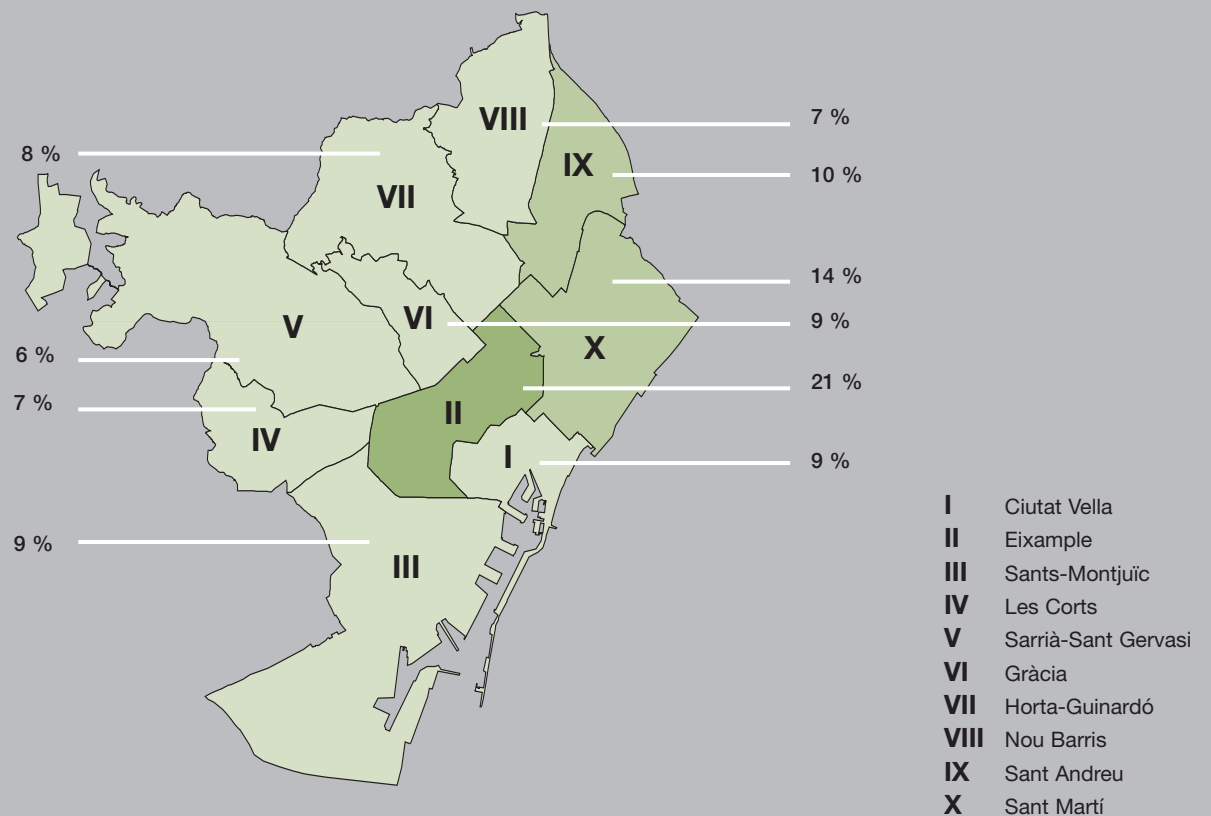 VIII
7 %
8 %
IX
10 %
VII
14 %
VI
9 %
V
X
6 %
21 %
7 %
II
IV
I
9 %
9 %
III
I Ciutat Vella
II Eixample
III Sants-Montjuïc
IV Les Corts
V Sarrià-Sant Gervasi
VI Gràcia
VII Horta-Guinardó
VIII Nou Barris
IX Sant Andreu
X Sant Martí